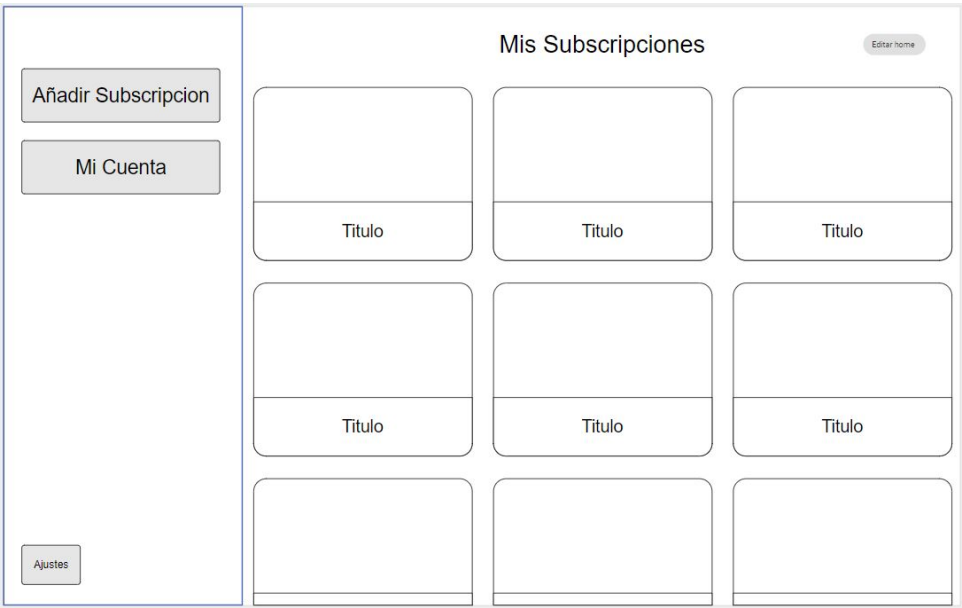 Mis Subscripciones
Editar home
Añadir Subscripcion
Mi Cuenta
Titulo
Titulo
Titulo
Titulo
Titulo
Titulo
Ajustes